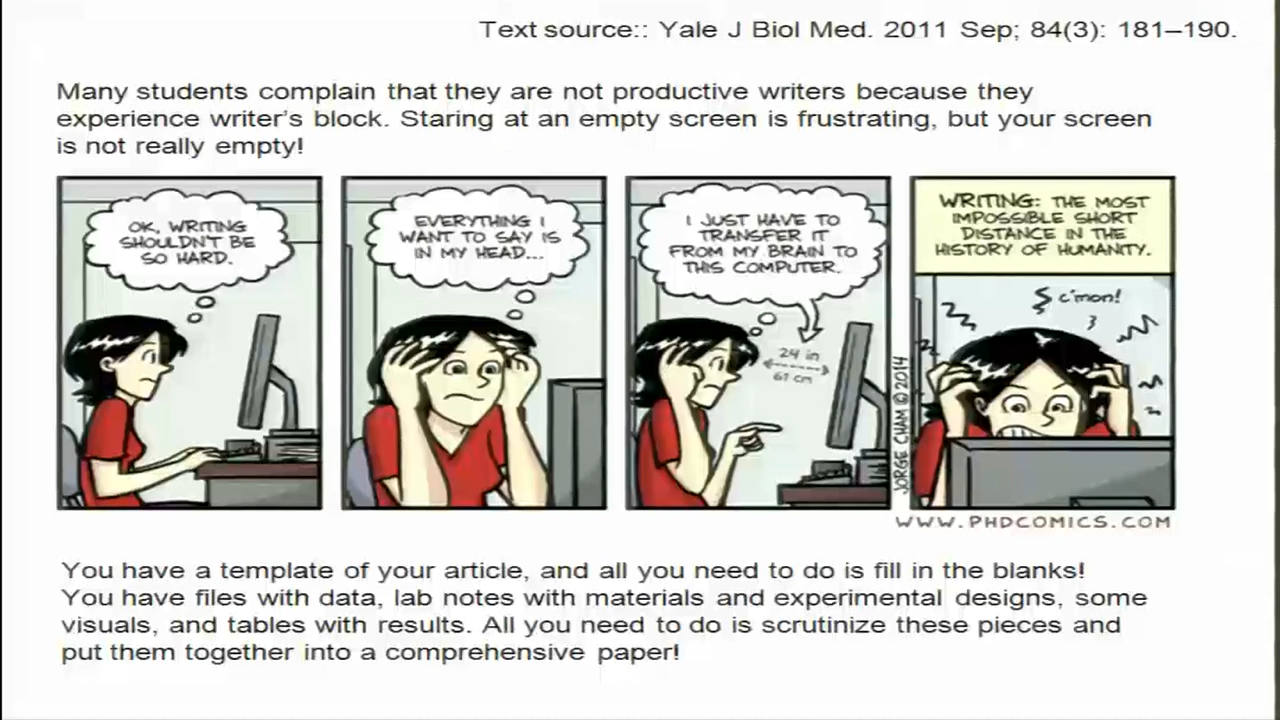 Text source:: Yale J Biol Med. 2011 Sep; 84(3): 181–190.
Many students complain that they are not productive writers because they
experience writer's block. Staring at an empty screen is frustrating, but your screen
is not really empty!
OK, WRITING
SHOULDN'T BE
SO HARD.
EVERYTHING I
WANT TO SAY IS
IN MY HEAD...
I JUST HAVE TO
TRANSFER IT
FROM MY BRAIN TO
THIS COMPUTER.
24 in
61 cm
WRITING: THE MOST
IMPOSSIBLE SHORT
DISTANCE IN THE
HISTORY OF HUMANITY.
c'mon!
JORGE CHAM © 2014
WWW.PHDCOMICS.COM
You have a template of your article, and all you need to do is fill in the blanks!
You have files with data, lab notes with materials and experimental designs, some
visuals, and tables with results. All you need to do is scrutinize these pieces and
put them together into a comprehensive paper!